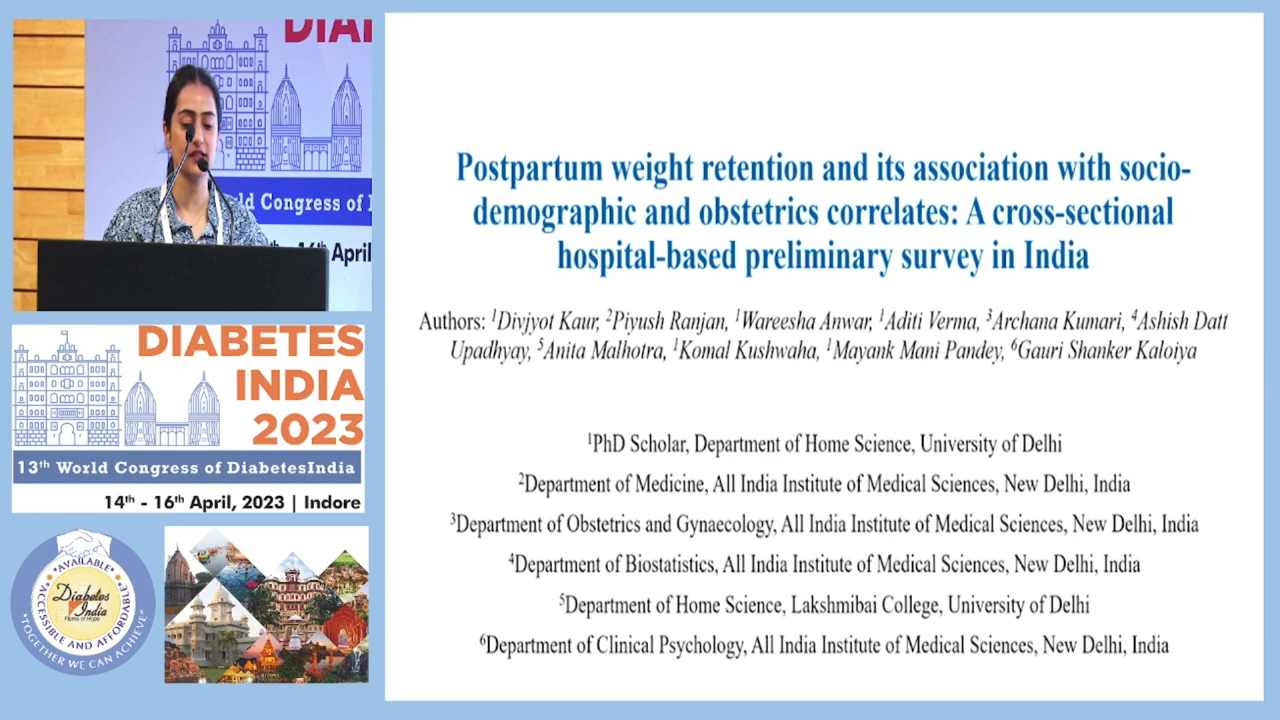 DIAI
ld Congress of I
16th April
DIABETES
INDIA
2023
13th World Congress of DiabetesIndia
14th - 16th April, 2023 | Indore
"AVAILABLE"
"ACCESSIBLE AND AFFORDABLE"
"TOGETHER WE CAN ACHIEVE"
Diabetes
India
Postpartum weight retention and its association with socio-
demographic and obstetrics correlates: A cross-sectional
hospital-based preliminary survey in India
Authors: ¹Divjyot Kaur, ²Piyush Ranjan, ¹Wareesha Anwar, ¹Aditi Verma, ³Archana Kumari, ⁴Ashish Datt
Upadhyay, ⁵Anita Malhotra, ¹Komal Kushwaha, ¹Mayank Mani Pandey, ⁶Gauri Shanker Kaloiya
¹PhD Scholar, Department of Home Science, University of Delhi
²Department of Medicine, All India Institute of Medical Sciences, New Delhi, India
³Department of Obstetrics and Gynaecology, All India Institute of Medical Sciences, New Delhi, India
⁴Department of Biostatistics, All India Institute of Medical Sciences, New Delhi, India
⁵Department of Home Science, Lakshmibai College, University of Delhi
⁶Department of Clinical Psychology, All India Institute of Medical Sciences, New Delhi, India